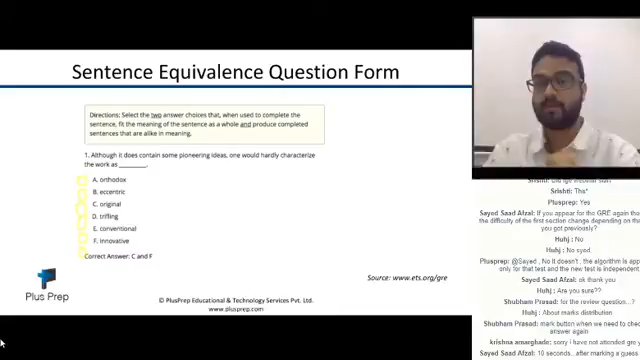 Sentence Equivalence Question Form
Directions: Select the two answer choices that, when used to complete the
sentence, fit the meaning of the sentence as a whole and produce completed
sentences that are alike in meaning.
1. Although it does contain some pioneering ideas, one would hardly characterize
the work as __________.
A. orthodox
B. eccentric
C. original
D. trifling
E. conventional
F. innovative
Correct Answer: C and F
Source: www.ets.org/gre
Plus Prep
© PlusPrep Educational & Technology Services Pvt. Ltd.
www.plusprep.com
Srishti: Tha*
Plusprep: Yes
Sayed Saad Afzal: If you appear for the GRE again the
the difficulty of the first section change depending on the
you got previously?
Huhj: No
Huhj: No syed.
Plusprep: @Sayed , No it doesn't, the algorithm is app
only for that test and the new test is independen
Sayed Saad Afzal: ok thank you
Huhj: Are you sure??
Shubham Prasad: for the review question...?
Huhj: About marks distribution
Shubham Prasad: mark button when we need to chec
answer again
krishna amarghade: sorry i have not attended gre y
Sayed Saad Afzal: 10 seconds...after marking a gues